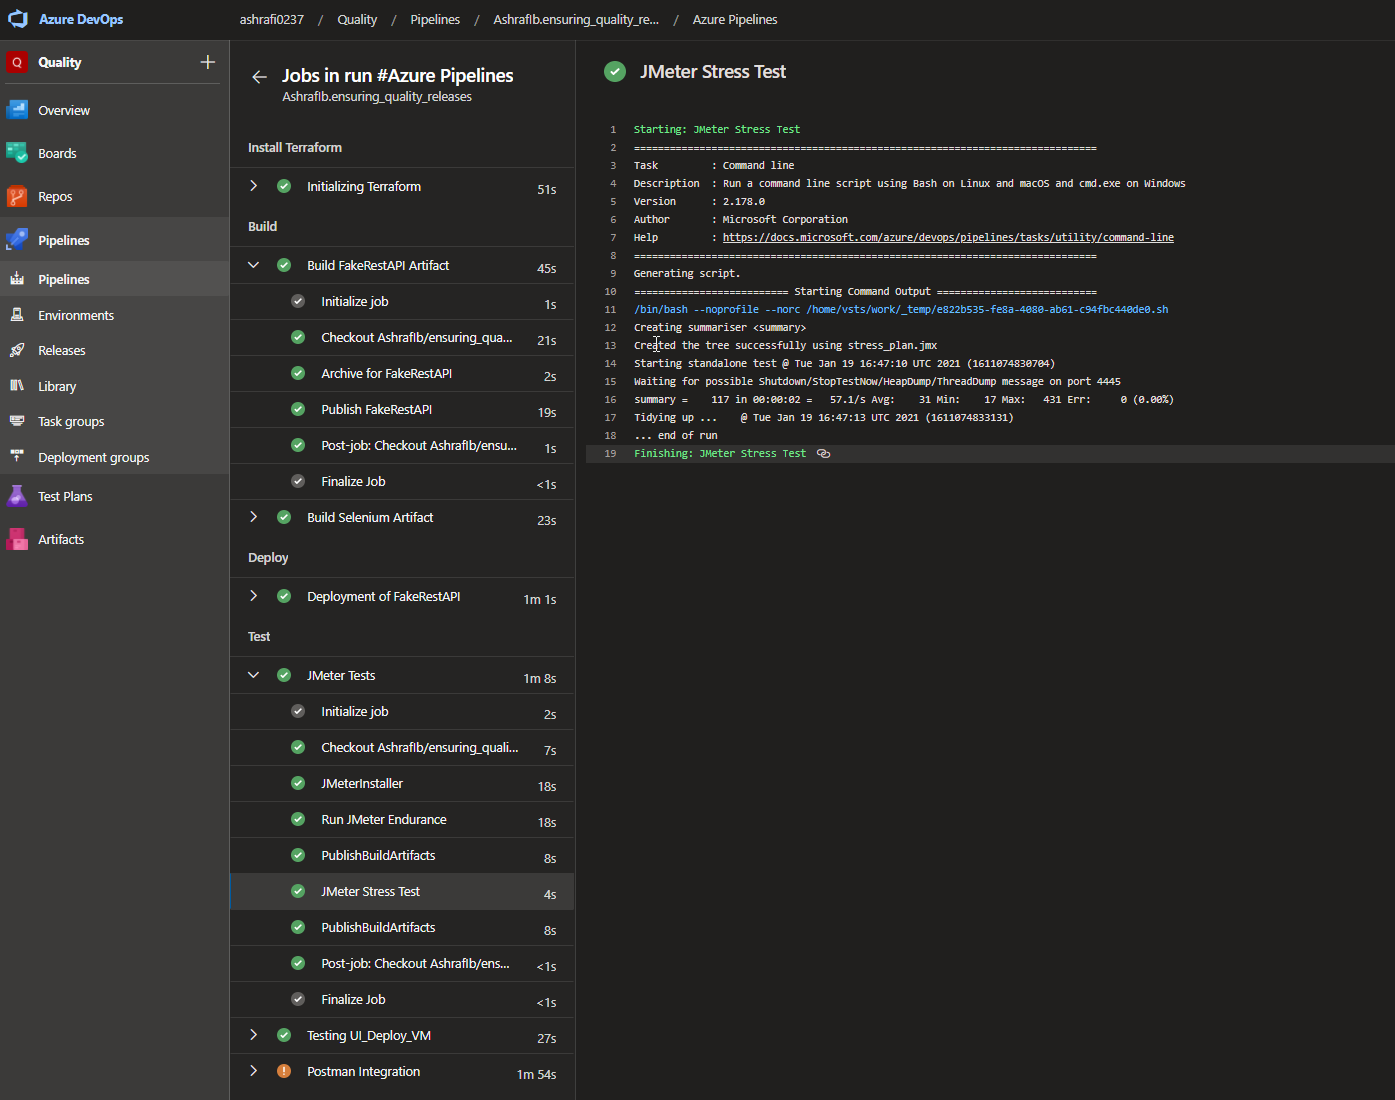 Azure DevOps
ashrafi0237 / Quality / Pipelines / AshrafIb.ensuring_quality_re... / Azure Pipelines
Q Quality
Overview
Boards
Repos
Pipelines
Pipelines
Environments
Releases
Library
Task groups
Deployment groups
Test Plans
Artifacts
Jobs in run #Azure Pipelines
AshrafIb.ensuring_quality_releases
Install Terraform
Initializing Terraform 51s
Build
Build FakeRestAPI Artifact 45s
Initialize job 1s
Checkout AshrafIb/ensuring_qua... 21s
Archive for FakeRestAPI 2s
Publish FakeRestAPI 19s
Post-job: Checkout AshrafIb/ensu... 1s
Finalize Job <1s
Build Selenium Artifact 23s
Deploy
Deployment of FakeRestAPI 1m 1s
Test
JMeter Tests 1m 8s
Initialize job 2s
Checkout AshrafIb/ensuring_quali... 7s
JMeterInstaller 18s
Run JMeter Endurance 18s
PublishBuildArtifacts 8s
JMeter Stress Test 4s
PublishBuildArtifacts 8s
Post-job: Checkout AshrafIb/ens... <1s
Finalize Job <1s
Testing UI_Deploy_VM 27s
Postman Integration 1m 54s
JMeter Stress Test
1 Starting: JMeter Stress Test
2 ==============================================================================
3 Task         : Command line
4 Description  : Run a command line script using Bash on Linux and macOS and cmd.exe on Windows
5 Version      : 2.178.0
6 Author       : Microsoft Corporation
7 Help         : https://docs.microsoft.com/azure/devops/pipelines/tasks/utility/command-line
8 ==============================================================================
9 Generating script.
10 ========================== Starting Command Output ===========================
11 /bin/bash --noprofile --norc /home/vsts/work/_temp/e822b535-fe8a-4080-ab61-c94fbc440de0.sh
12 Creating summariser <summary>
13 Created the tree successfully using stress_plan.jmx
14 Starting standalone test @ Tue Jan 19 16:47:10 UTC 2021 (1611074830704)
15 Waiting for possible Shutdown/StopTestNow/HeapDump/ThreadDump message on port 4445
16 summary =    117 in 00:00:02 =   57.1/s Avg:    31 Min:    17 Max:   431 Err:     0 (0.00%)
17 Tidying up ...    @ Tue Jan 19 16:47:13 UTC 2021 (1611074833131)
18 ... end of run
19 Finishing: JMeter Stress Test